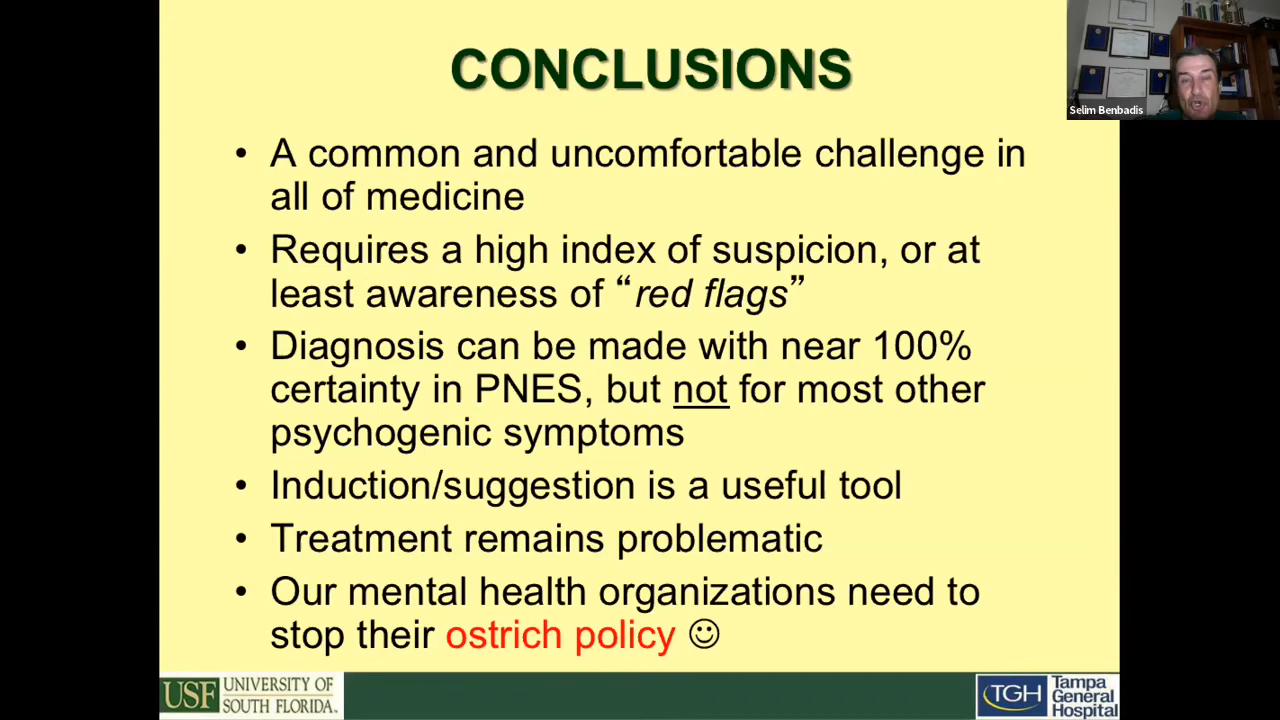 CONCLUSIONS
Selim Benbadis
• A common and uncomfortable challenge in
all of medicine
• Requires a high index of suspicion, or at
least awareness of “red flags”
• Diagnosis can be made with near 100%
certainty in PNES, but not for most other
psychogenic symptoms
• Induction/suggestion is a useful tool
• Treatment remains problematic
• Our mental health organizations need to
stop their ostrich policy ☺
USF UNIVERSITY OF
SOUTH FLORIDA
TGH Tampa
General
Hospital